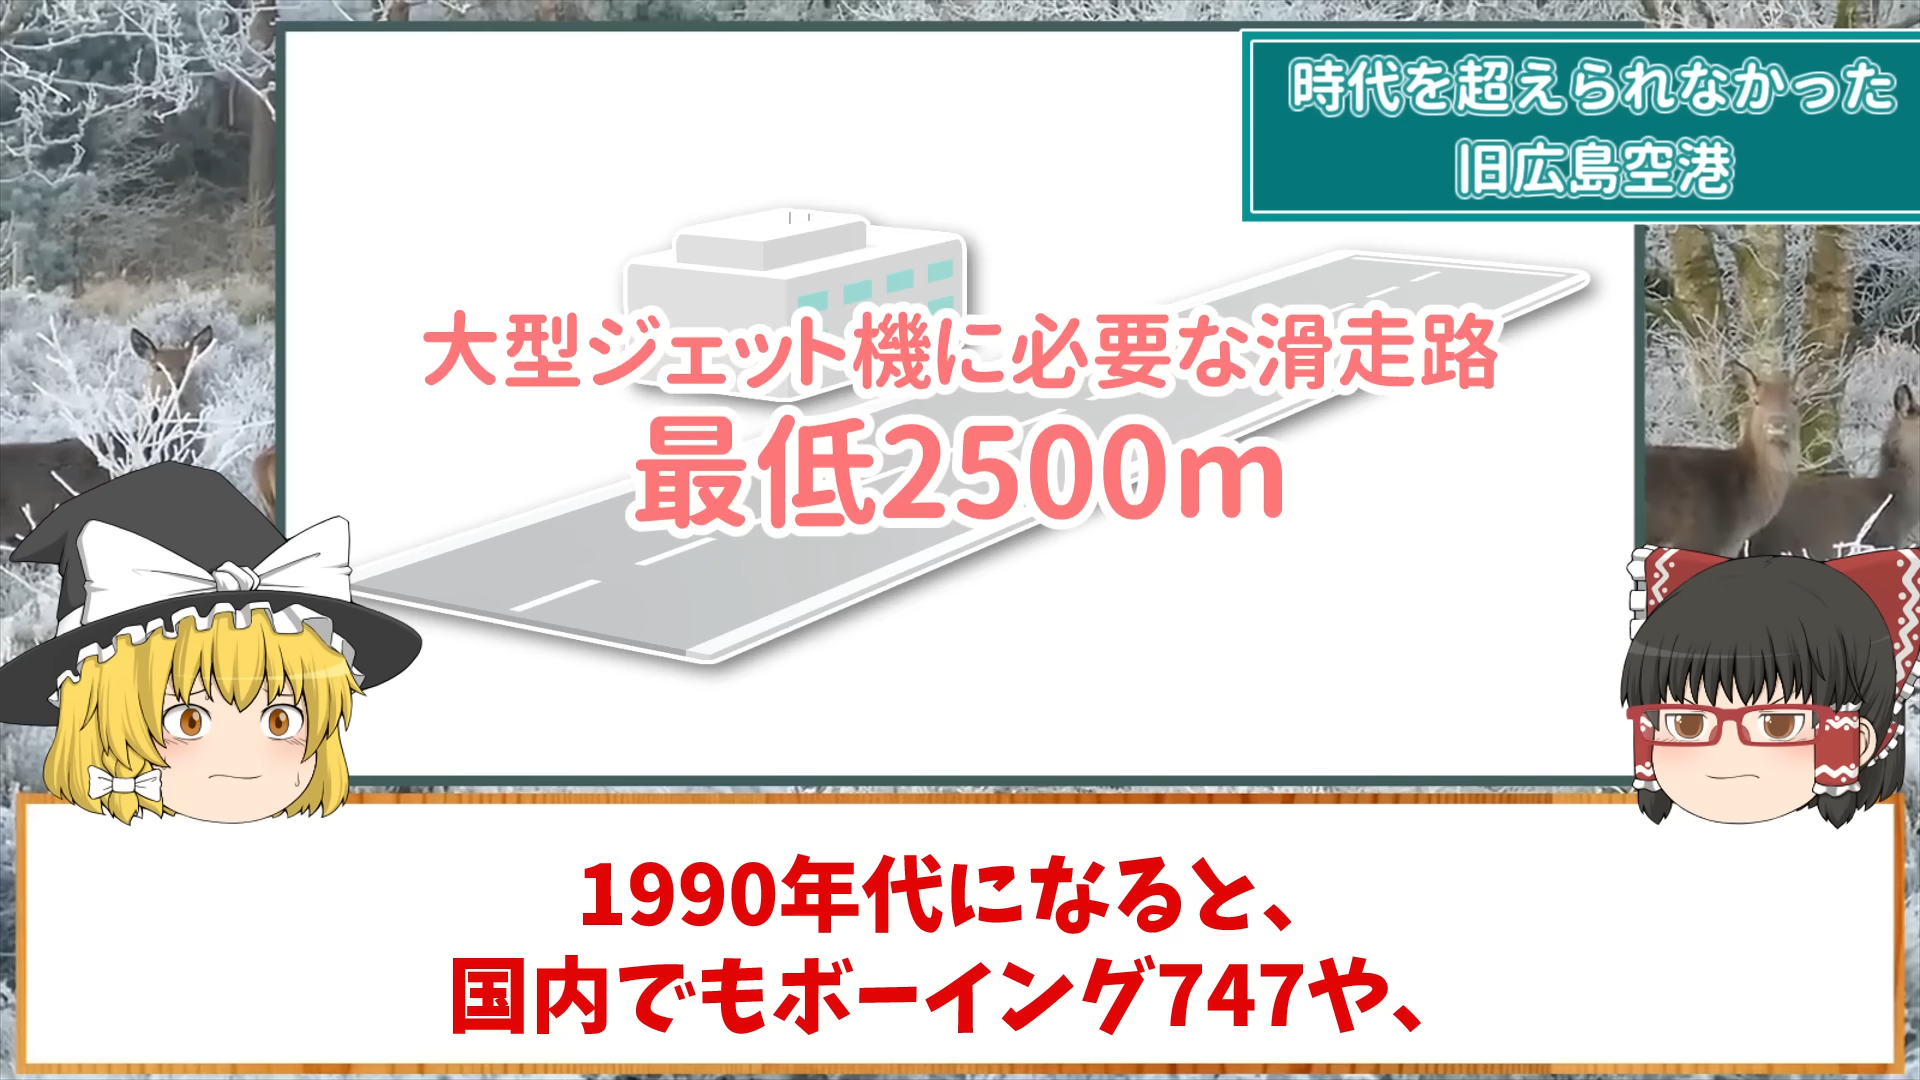 時代を超えられなかった
旧広島空港
大型ジェット機に必要な滑走路
最低2500m
1990年代になると、
国内でもボーイング747や、